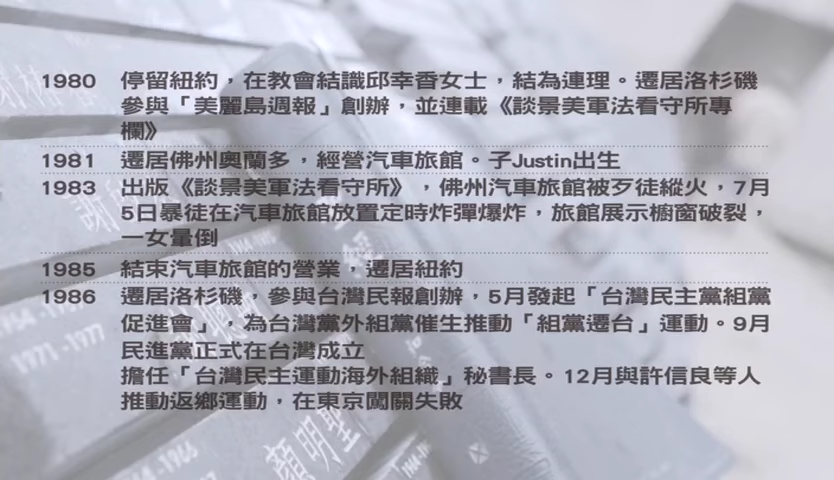 1980 停留紐約，在教會結識邱幸香女士，結為連理。遷居洛杉磯
參與「美麗島週報」創辦，並連載《談景美軍法看守所專
欄》
1981 遷居佛州奧蘭多，經營汽車旅館。子Justin出生
1983 出版《談景美軍法看守所》，佛州汽車旅館被歹徒縱火，7月
5日暴徒在汽車旅館放置定時炸彈爆炸，旅館展示櫥窗破裂，
一女暈倒
1985 結束汽車旅館的營業，遷居紐約
1986 遷居洛杉磯，參與台灣民報創辦，5月發起「台灣民主黨組黨
促進會」，為台灣黨外組黨催生推動「組黨遷台」運動。9月
民進黨正式在台灣成立
擔任「台灣民主運動海外組織」秘書長。12月與許信良等人
推動返鄉運動，在東京闖關失敗
1971-1977
顏明聖